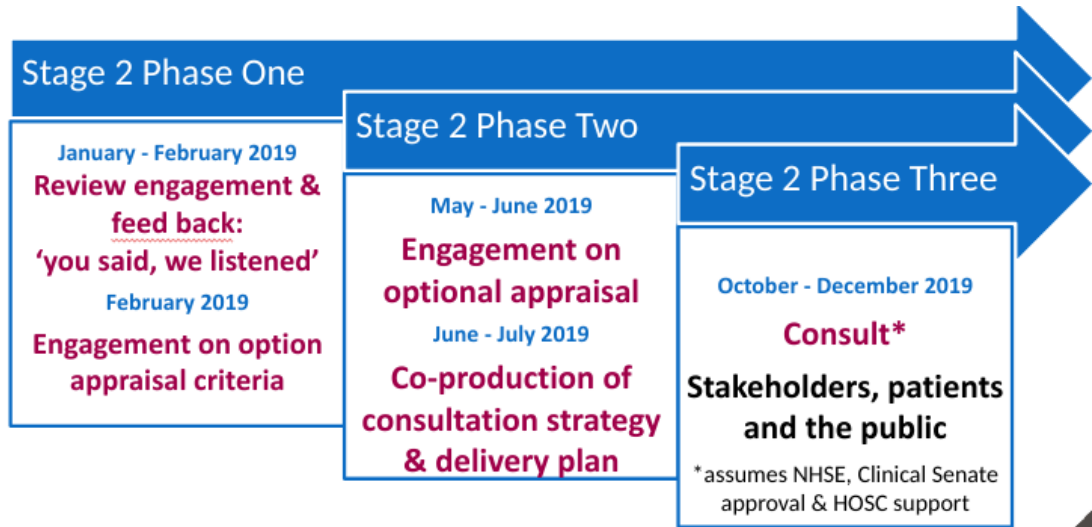 Stage 2 Phase One
January - February 2019
Review engagement &
feed back:
‘you said, we listened’
February 2019
Engagement on option
appraisal criteria
Stage 2 Phase Two
May - June 2019
Engagement on
optional appraisal
June - July 2019
Co-production of
consultation strategy
& delivery plan
Stage 2 Phase Three
October - December 2019
Consult*
Stakeholders, patients
and the public
*assumes NHSE, Clinical Senate
approval & HOSC support